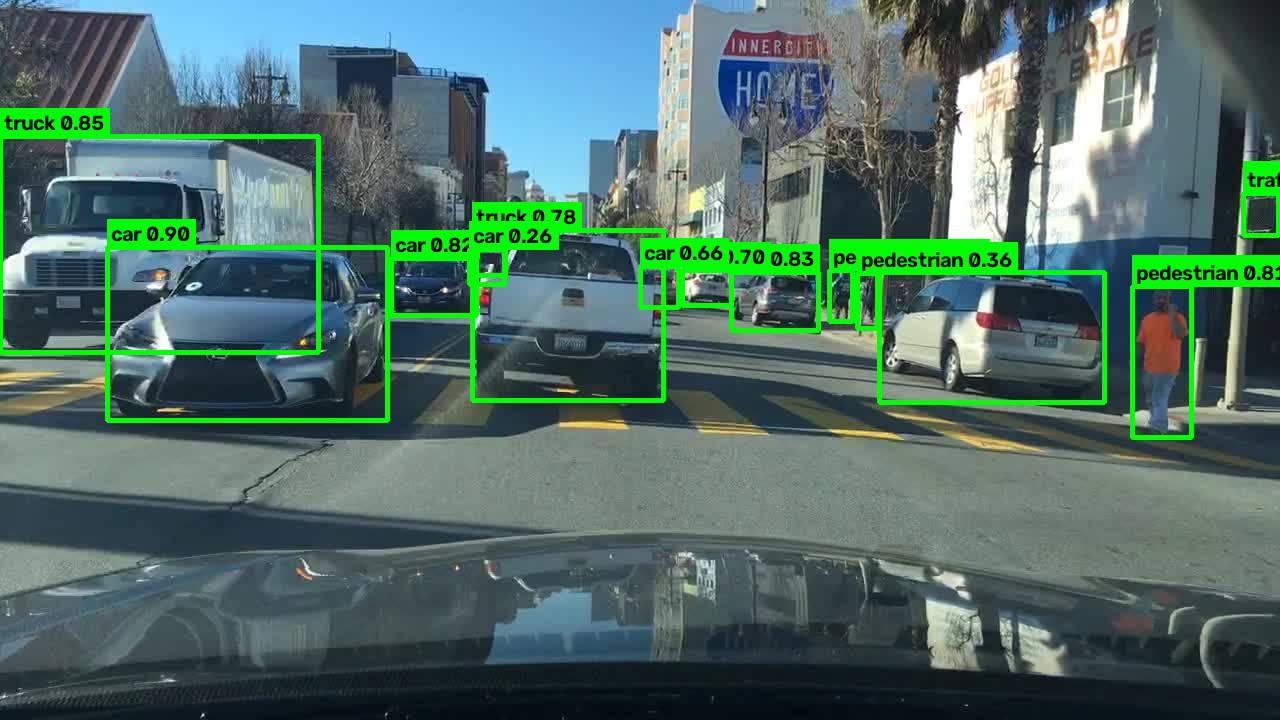 INNERCITY
HOME
AUTO
BRAKE
truck 0.85
traf
car 0.90
truck 0.78
car 0.82
car 0.26
car 0.66
0.70
0.83
pe
pedestrian 0.36
pedestrian 0.81